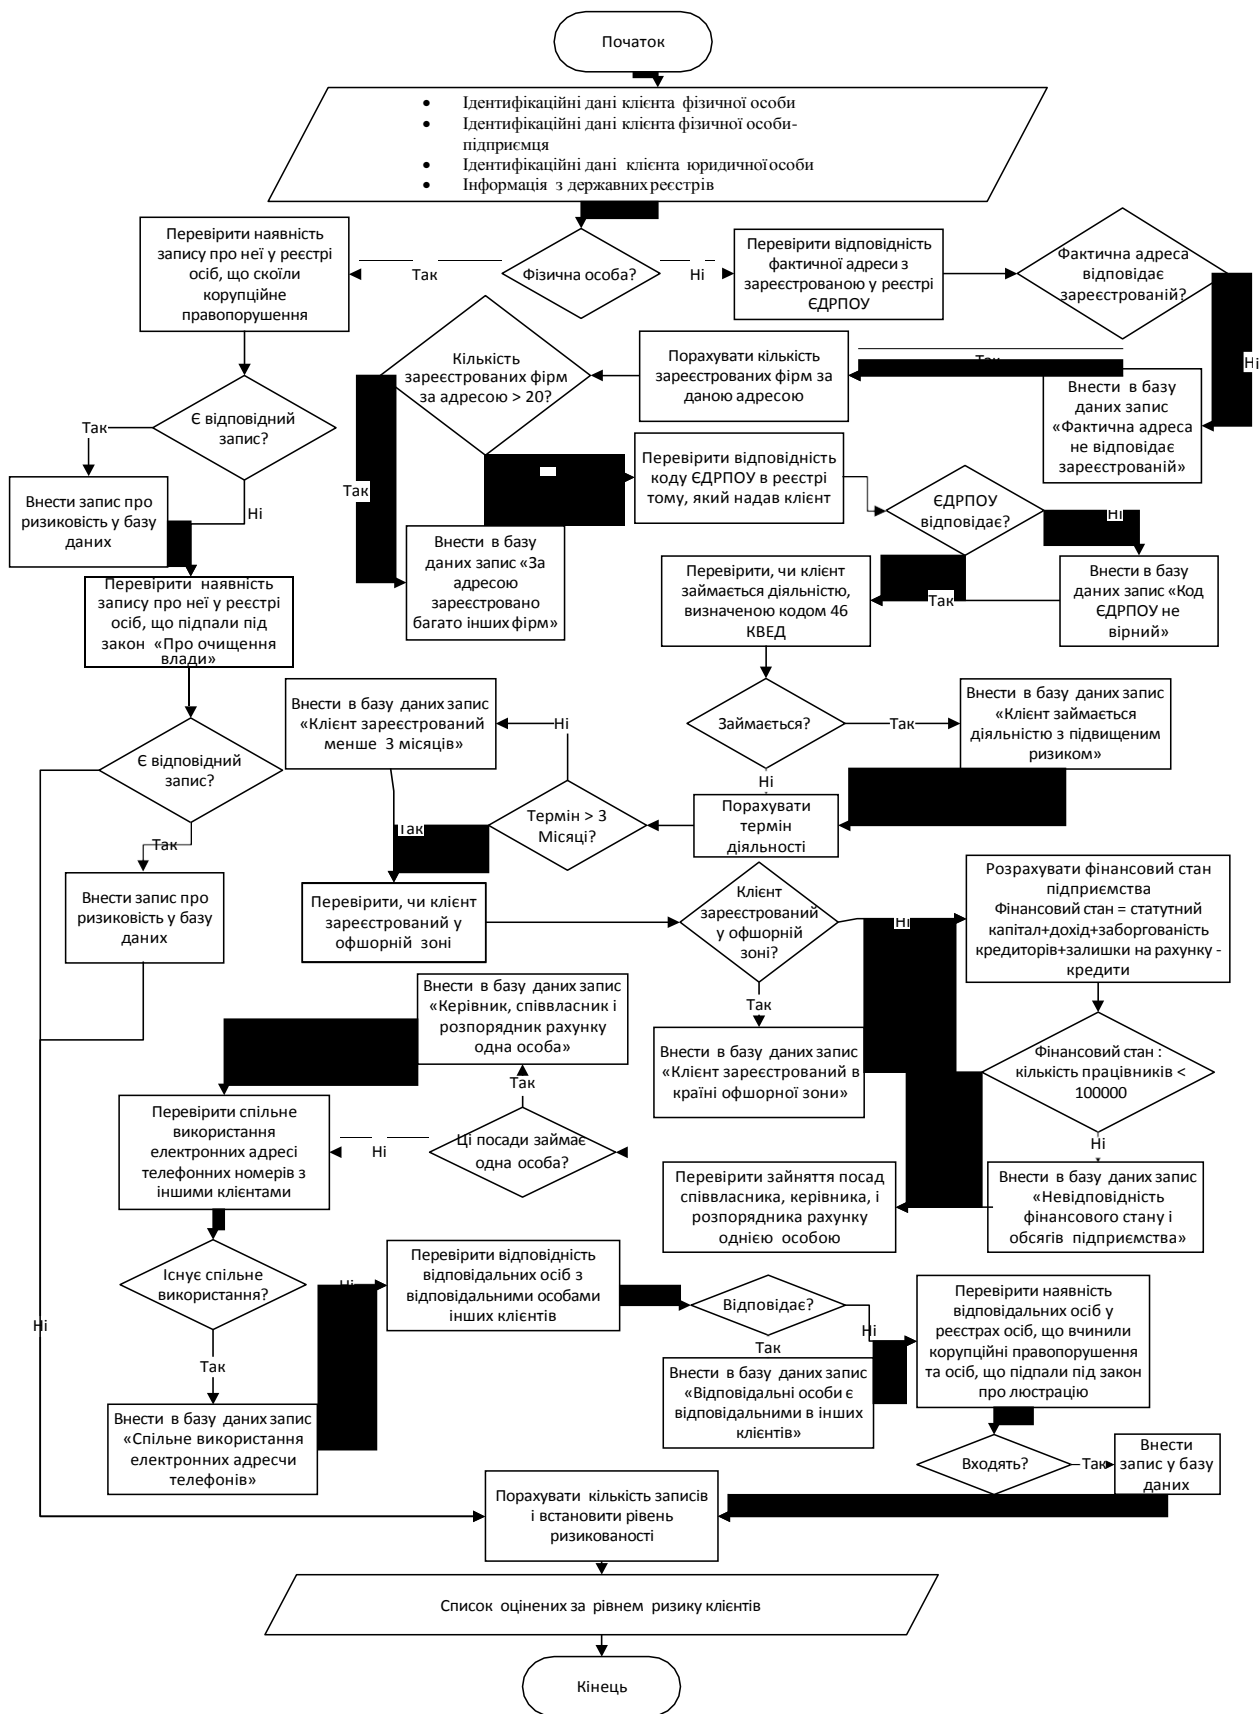 Початок
• Ідентифікаційні дані клієнта фізичної особи
• Ідентифікаційні дані клієнта фізичної особи-
підприємця
• Ідентифікаційні дані клієнта юридичної особи
• Інформація з державних реєстрів
Перевірити наявність
запису про неї у реєстрі
осіб, що скоїли
корупційне
правопорушення
Так
Фізична особа?
Ні
Перевірити відповідність
фактичної адреси з
зареєстрованою у реєстрі
ЄДРПОУ
Фактична адреса
відповідає
зареєстрованій?
Ні
Так
Кількість
зареєстрованих фірм
за адресою > 20?
Порахувати кількість
зареєстрованих фірм за
даною адресою
Внести в базу
даних запис
«Фактична адреса
не відповідає
зареєстрованій»
Є відповідний
запис?
Так
Ні
Внести запис про
ризиковість у базу
даних
Так
Перевірити відповідність
коду ЄДРПОУ в реєстрі
тому, який надав клієнт
ЄДРПОУ
відповідає?
Ні
Внести в базу
даних запис «За
адресою
зареєстровано
багато інших фірм»
Перевірити наявність
запису про неї у реєстрі
осіб, що підпали під
закон «Про очищення
влади»
Перевірити, чи клієнт
займається діяльністю,
визначеною кодом 46
КВЕД
Так
Внести в базу
даних запис «Код
ЄДРПОУ не
вірний»
Внести в базу даних запис
«Клієнт зареєстрований
менше 3 місяців»
Ні
Займається?
Так
Внести в базу даних запис
«Клієнт займається
діяльністю з підвищеним
ризиком»
Ні
Є відповідний
запис?
Так
Так
Термін > 3
Місяці?
Порахувати
термін
діяльності
Внести запис про
ризиковість у базу
даних
Перевірити, чи клієнт
зареєстрований у
офшорній зоні
Клієнт
зареєстрований
у офшорній
зоні?
Ні
Розрахувати фінансовий стан
підприємства
Фінансовий стан = статутний
капітал+дохід+заборгованість
кредиторів+залишки на рахунку -
кредити
Так
Внести в базу даних запис
«Керівник, співвласник і
розпорядник рахунку
одна особа»
Внести в базу даних запис
«Клієнт зареєстрований в
країні офшорної зони»
Фінансовий стан :
кількість працівників <
100000
Так
Ні
Перевірити спільне
використання
електронних адресі
телефонних номерів з
іншими клієнтами
Ні
Ці посади займає
одна особа?
Перевірити зайняття посад
співвласника, керівника, і
розпорядника рахунку
однією особою
Внести в базу даних запис
«Невідповідність
фінансового стану і
обсягів підприємства»
Існує спільне
використання?
Ні
Перевірити відповідність
відповідальних осіб з
відповідальними особами
інших клієнтів
Відповідає?
Ні
Перевірити наявність
відповідальних осіб у
реєстрах осіб, що вчинили
корупційні правопорушення
та осіб, що підпали під закон
про люстрацію
Ні
Так
Так
Внести в базу даних запис
«Спільне використання
електронних адресчи
телефонів»
Внести в базу даних запис
«Відповідальні особи є
відповідальними в інших
клієнтів»
Входять?
Так
Внести
запис у базу
даних
Порахувати кількість записів
і встановити рівень
ризикованості
Список оцінених за рівнем ризику клієнтів
Кінець